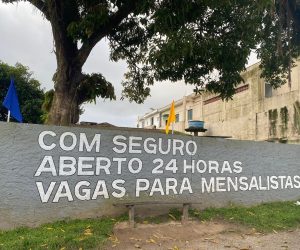 COM SEGURO
ABERTO 24 HORAS
VAGAS PARA MENSALISTAS